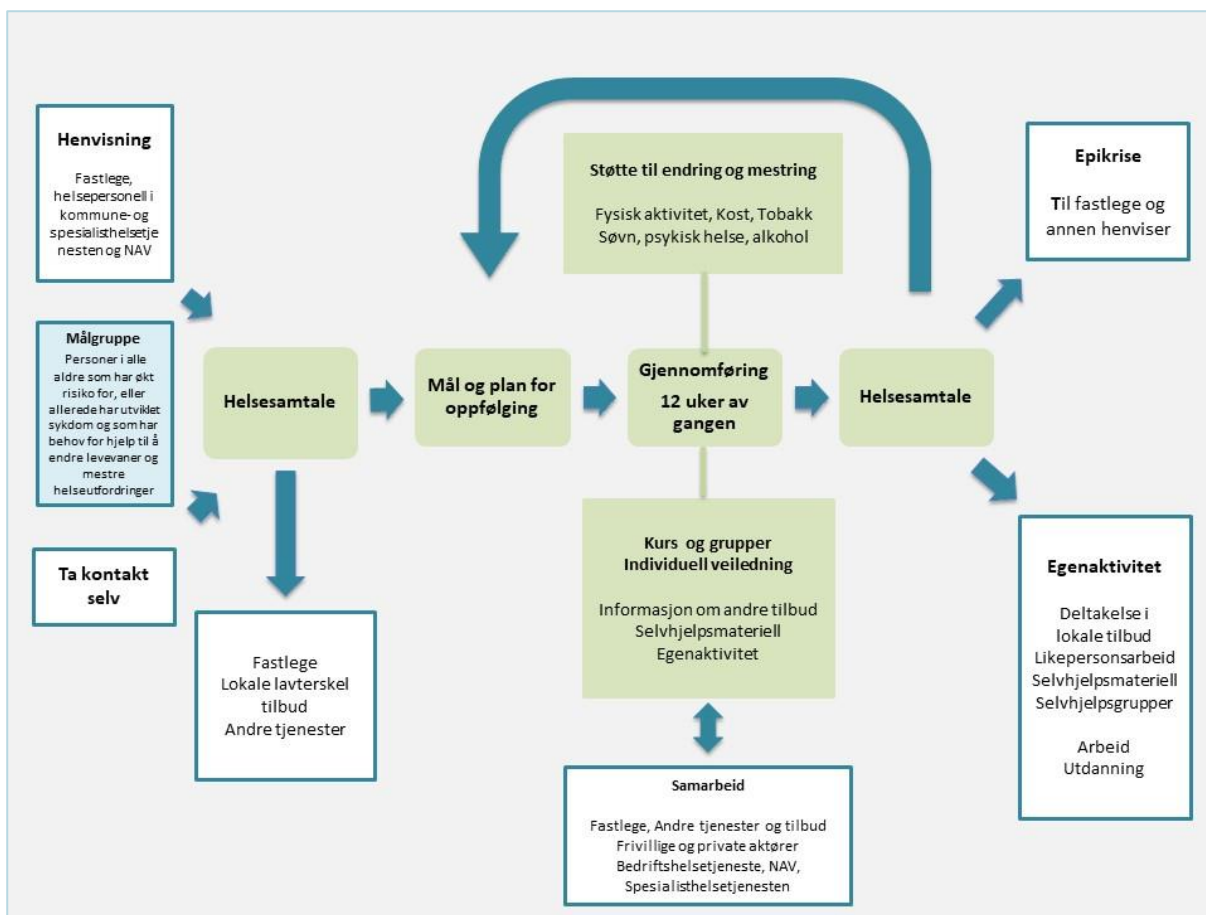 Henvisning
Fastlege,
helsepersonell i
kommune- og
spesialisthelsetje
nesten og NAV
Målgruppe
Personer i alle
aldre som har økt
risiko for, eller
allerede har utviklet
sykdom og som har
behov for hjelp til å
endre levevaner og
mestre
helseutfordringer
Ta kontakt
selv
Helsesamtale
Fastlege
Lokale lavterskel
tilbud
Andre tjenester
Mål og plan for
oppfølging
Støtte til endring og mestring
Fysisk aktivitet, Kost, Tobakk
Søvn, psykisk helse, alkohol
Gjennomføring
12 uker av
gangen
Kurs og grupper
Individuell veiledning
Informasjon om andre tilbud
Selvhjelpsmateriell
Egenaktivitet
Samarbeid
Fastlege, Andre tjenester og tilbud
Frivillige og private aktører
Bedriftshelsetjeneste, NAV,
Spesialisthelsetjenesten
Helsesamtale
Epikrise
Til fastlege og
annen henviser
Egenaktivitet
Deltakelse i
lokale tilbud
Likepersonsarbeid
Selvhjelpsmateriell
Selvhjelpsgrupper
Arbeid
Utdanning